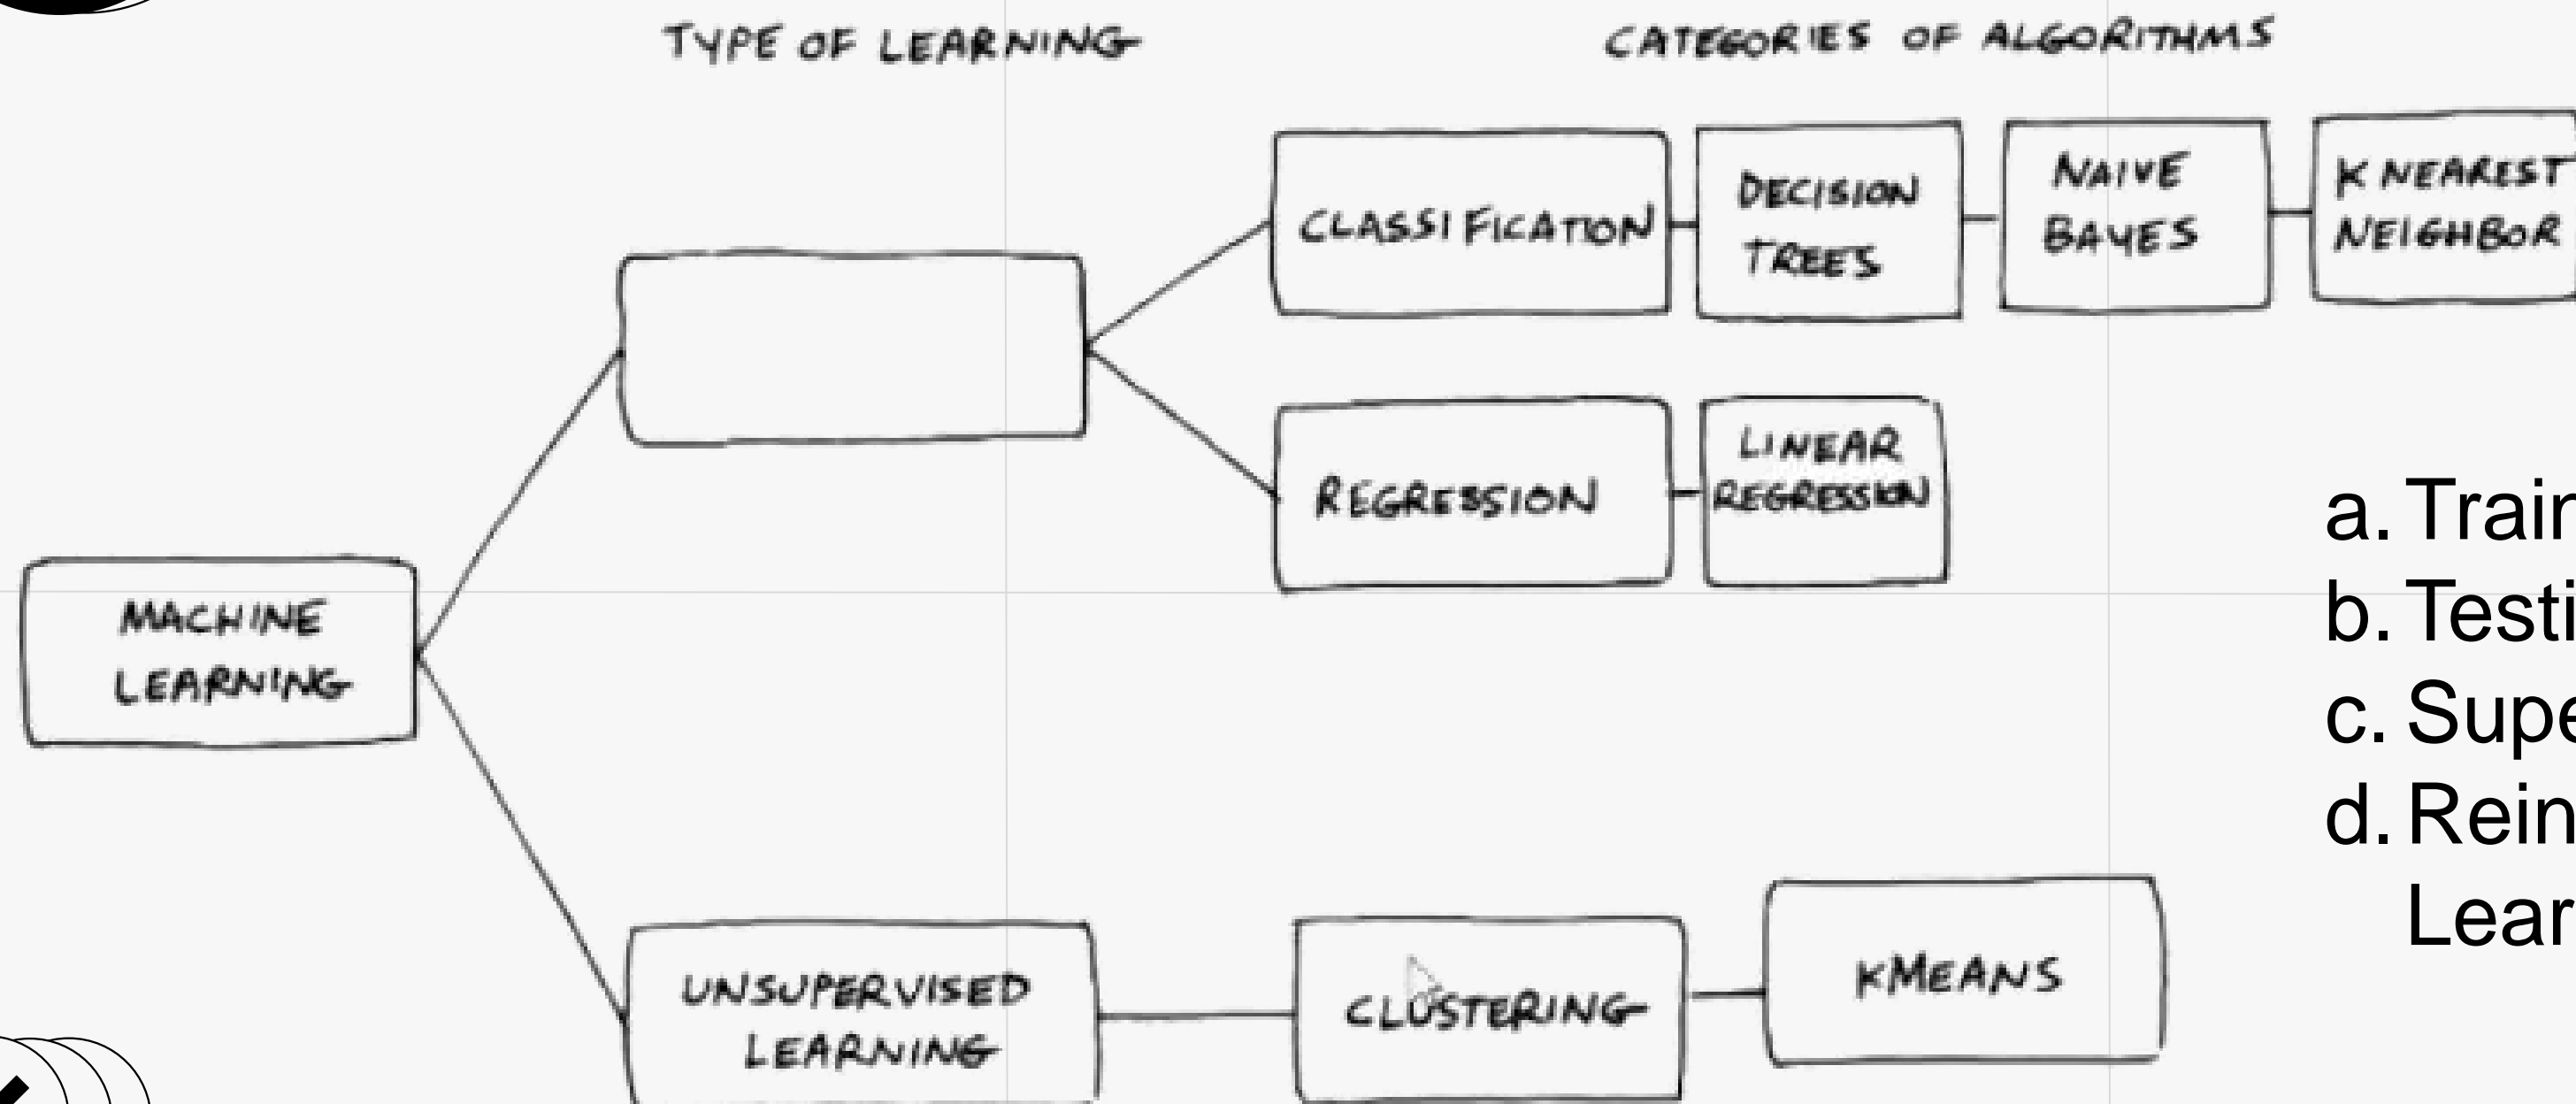 TYPE OF LEARNING
CATEGORIES OF ALGORITHMS
CLASSIFICATION
DECISION
TREES
NAIVE
BAYES
K NEAREST
NEIGHBOR
REGRESSION
LINEAR
REGRESSION
MACHINE
LEARNING
UNSUPERVISED
LEARNING
CLUSTERING
KMEANS
a.
b.
c.
d.